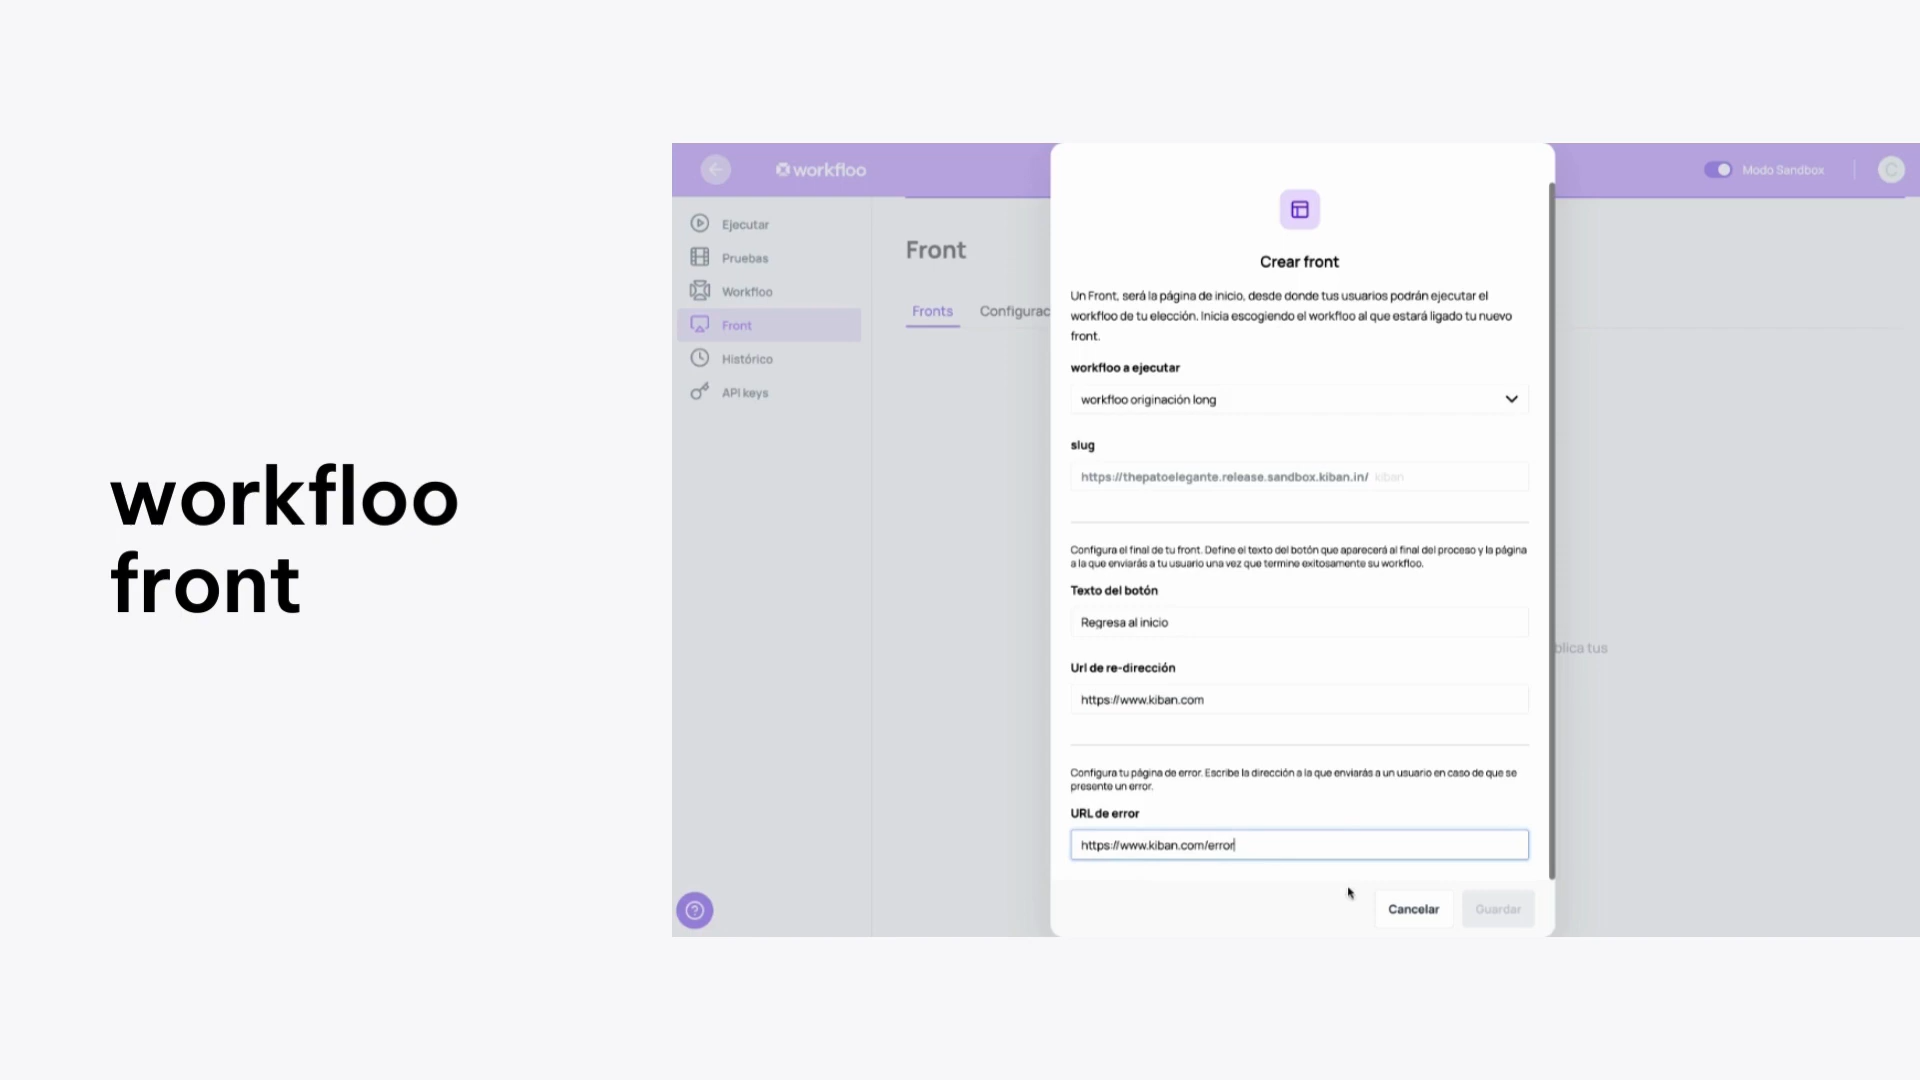 workfloo
front
workfloo
Modo Sandbox
C
Ejecutar
Pruebas
Workfloo
Front
Histórico
API keys
Front
Fronts
Configurac
Crear front
Un Front, será la página de inicio, desde donde tus usuarios podrán ejecutar el
workfloo de tu elección. Inicia escogiendo el workfloo al que estará ligado tu nuevo
front.
workfloo a ejecutar
workfloo originación long
slug
https://thepatoelegante.release.sandbox.kiban.in/ kiban
Configura el final de tu front. Define el texto del botón que aparecerá al final del proceso y la página
a la que enviarás a tu usuario una vez que termine exitosamente su workfloo.
Texto del botón
Regresa al inicio
Url de re-dirección
https://www.kiban.com
Configura tu página de error. Escribe la dirección a la que enviarás a un usuario en caso de que se
presente un error.
URL de error
https://www.kiban.com/error
Cancelar
Guardar
blica tus